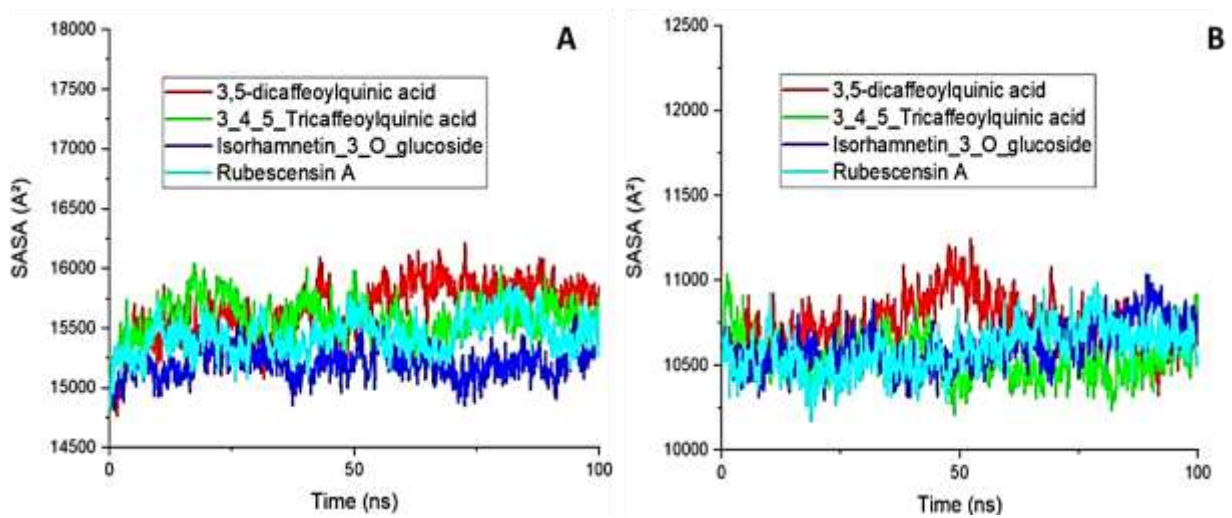 A
18000
17500
17000
16500
16000
15500
15000
14500
SASA (A²)
3,5-dicaffeoylquinic acid
3_4_5_Tricaffeoylquinic acid
Isorhamnetin_3_O_glucoside
Rubescensin A
0
50
100
Time (ns)
B
12500
12000
11500
11000
10500
10000
SASA (A²)
3,5-dicaffeoylquinic acid
3_4_5_Tricaffeoylquinic acid
Isorhamnetin_3_O_glucoside
Rubescensin A
0
50
100
Time (ns)